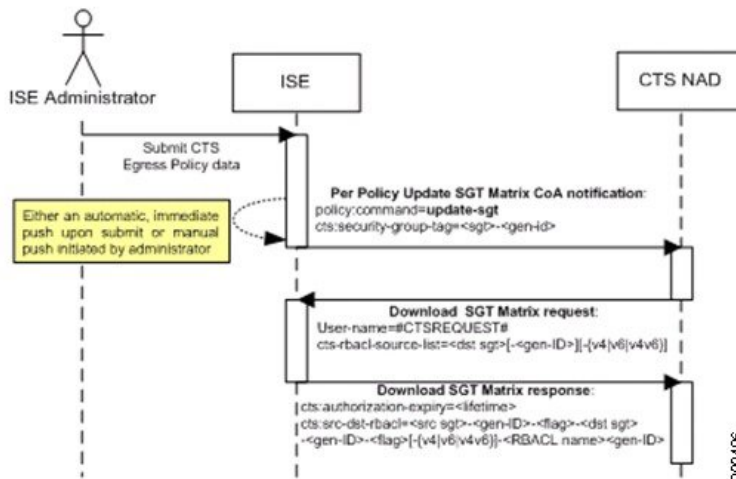 ISE Administrator
ISE
CTS NAD
Submit CTS
Egress Policy data
Either an automatic, immediate
push upon submit or manual
push initiated by administrator
Per Policy Update SGT Matrix CoA notification:
policy:command=update-sgt
cts:security-group-tag=<sgt>-<gen-id>
Download SGT Matrix request:
User-name=#CTSREQUEST#
cts-rbacl-source-list=<dst sgt>[-<gen-ID>][-{v4|v6|v4v6}]
Download SGT Matrix response:
cts:authorization-expiry=<lifetime>
cts:src-dst-rbacl=<src sgt>-<gen-ID>-<flag>-<dst sgt>
-<gen-ID>-<flag>[-{v4|v6|v4v6}]-<RBACL name><gen-ID>